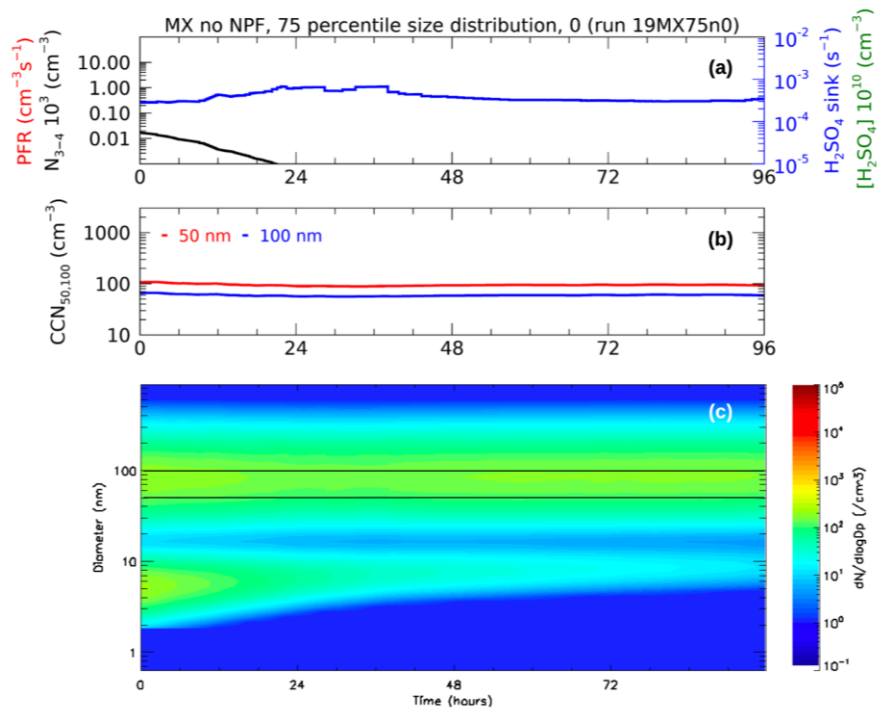 MX no NPF, 75 percentile size distribution, 0 (run 19MX75n0)
PFR (cm⁻³s⁻¹)
N₃₋₄ 10³ (cm⁻³)
10.00
1.00
0.10
0.01
(a)
10⁻²
10⁻³
10⁻⁴
10⁻⁵
H₂SO₄ sink (s⁻¹)
[H₂SO₄] 10¹⁰ (cm⁻³)
0 24 48 72 96
CCN₅₀,₁₀₀ (cm⁻³)
1000
100
10
- 50 nm - 100 nm
(b)
0 24 48 72 96
Diameter (nm)
100
10
1
(c)
0 24 48 72
Time (hours)
10⁵
10⁴
10³
10²
10¹
10⁰
10⁻¹
dN/dlogDp (/cm3)